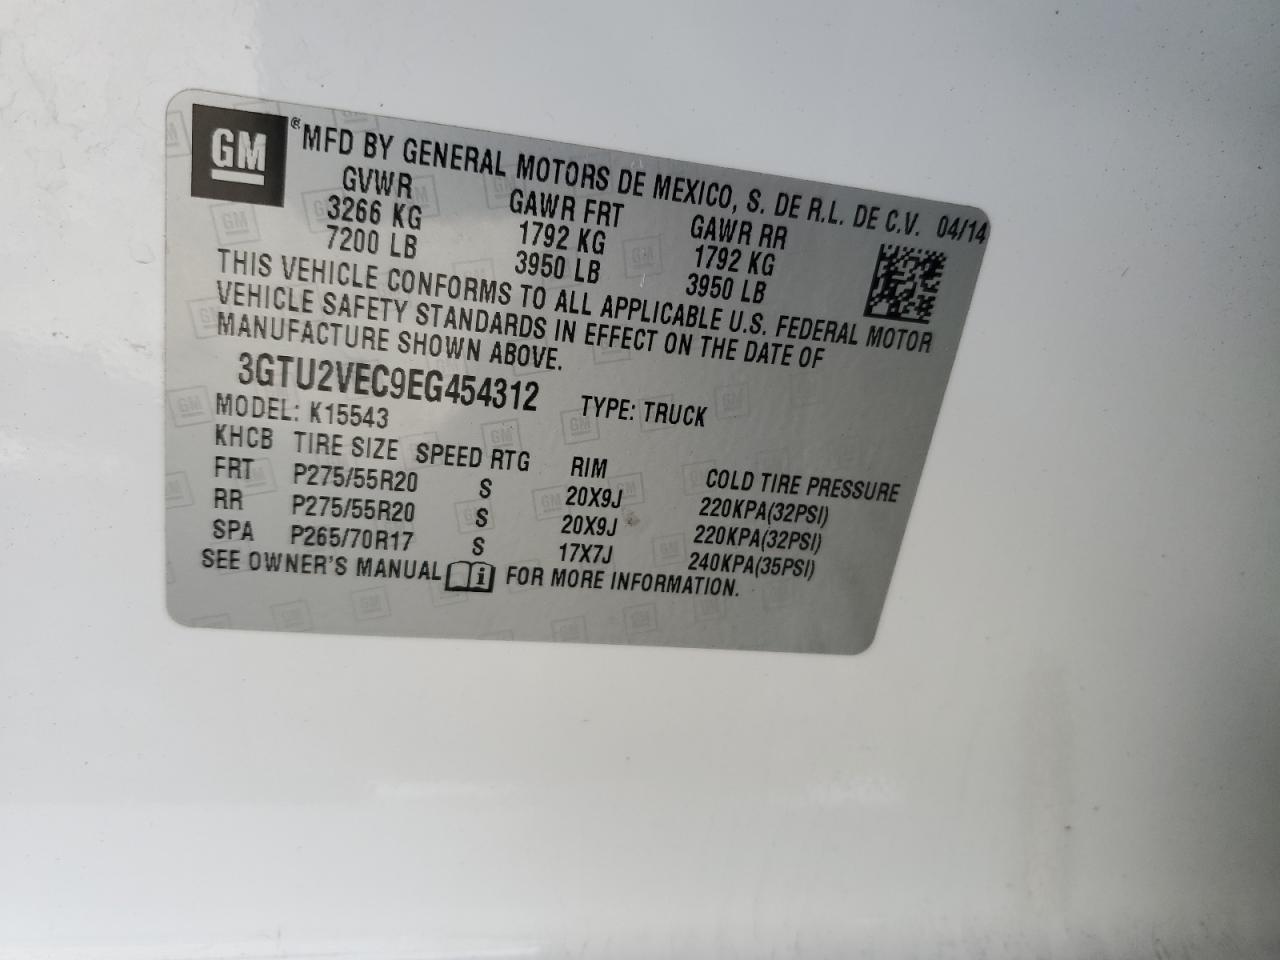 GM ® MFD BY GENERAL MOTORS DE MEXICO, S. DE R.L. DE C.V. 04/14
GVWR GAWR FRT GAWR RR
3266 KG 1792 KG 1792 KG
7200 LB 3950 LB 3950 LB
THIS VEHICLE CONFORMS TO ALL APPLICABLE U.S. FEDERAL MOTOR
VEHICLE SAFETY STANDARDS IN EFFECT ON THE DATE OF
MANUFACTURE SHOWN ABOVE.
3GTU2VEC9EG454312 TYPE: TRUCK
MODEL: K15543
KHCB TIRE SIZE SPEED RTG RIM COLD TIRE PRESSURE
FRT P275/55R20 S 20X9J 220KPA(32PSI)
RR P275/55R20 S 20X9J 220KPA(32PSI)
SPA P265/70R17 S 17X7J 240KPA(35PSI)
SEE OWNER'S MANUAL i FOR MORE INFORMATION.